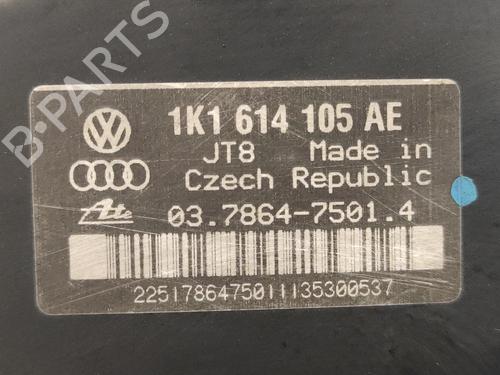 1K1 614 105 AE
JT8 Made in
Czech Republic
Ate 03.7864-7501.4
2251786475011135300537
B-PARTS